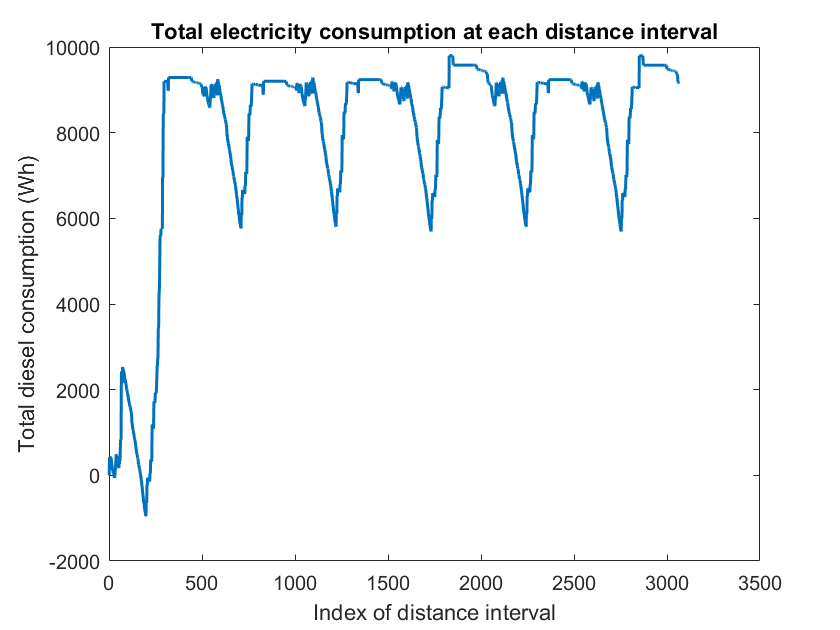 Total electricity consumption at each distance interval
Total diesel consumption (Wh)
10000
8000
6000
4000
2000
0
-2000
0 500 1000 1500 2000 2500 3000 3500
Index of distance interval